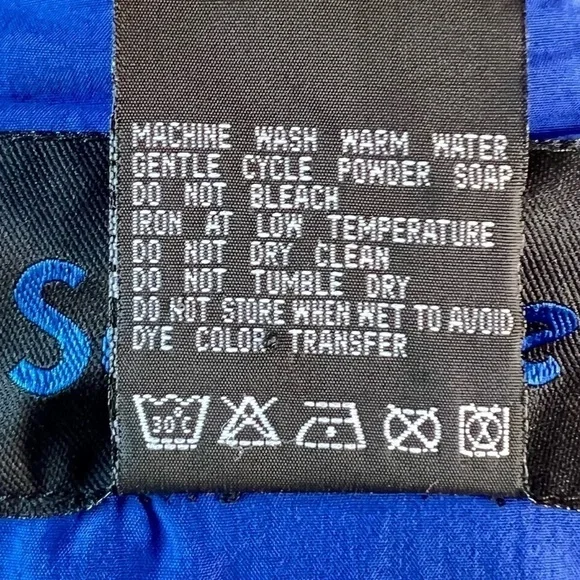 MACHINE WASH WARM WATER
GENTLE CYCLE POWDER SOAP
DO NOT BLEACH
IRON AT LOW TEMPERATURE
DO NOT DRY CLEAN
DO NOT TUMBLE DRY
DO NOT STORE WHEN WET TO AVOID
DYE COLOR TRANSFER
30°C